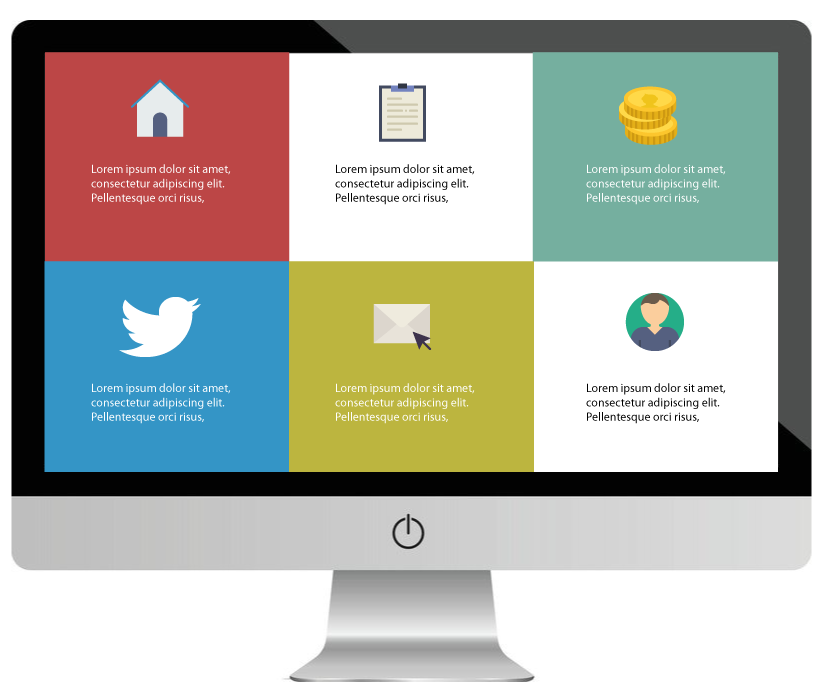 Lorem ipsum dolor sit amet,
consectetur adipiscing elit.
Pellentesque orci risus,
Lorem ipsum dolor sit amet,
consectetur adipiscing elit.
Pellentesque orci risus,
Lorem ipsum dolor sit amet,
consectetur adipiscing elit.
Pellentesque orci risus,
Lorem ipsum dolor sit amet,
consectetur adipiscing elit.
Pellentesque orci risus,
Lorem ipsum dolor sit amet,
consectetur adipiscing elit.
Pellentesque orci risus,
Lorem ipsum dolor sit amet,
consectetur adipiscing elit.
Pellentesque orci risus,